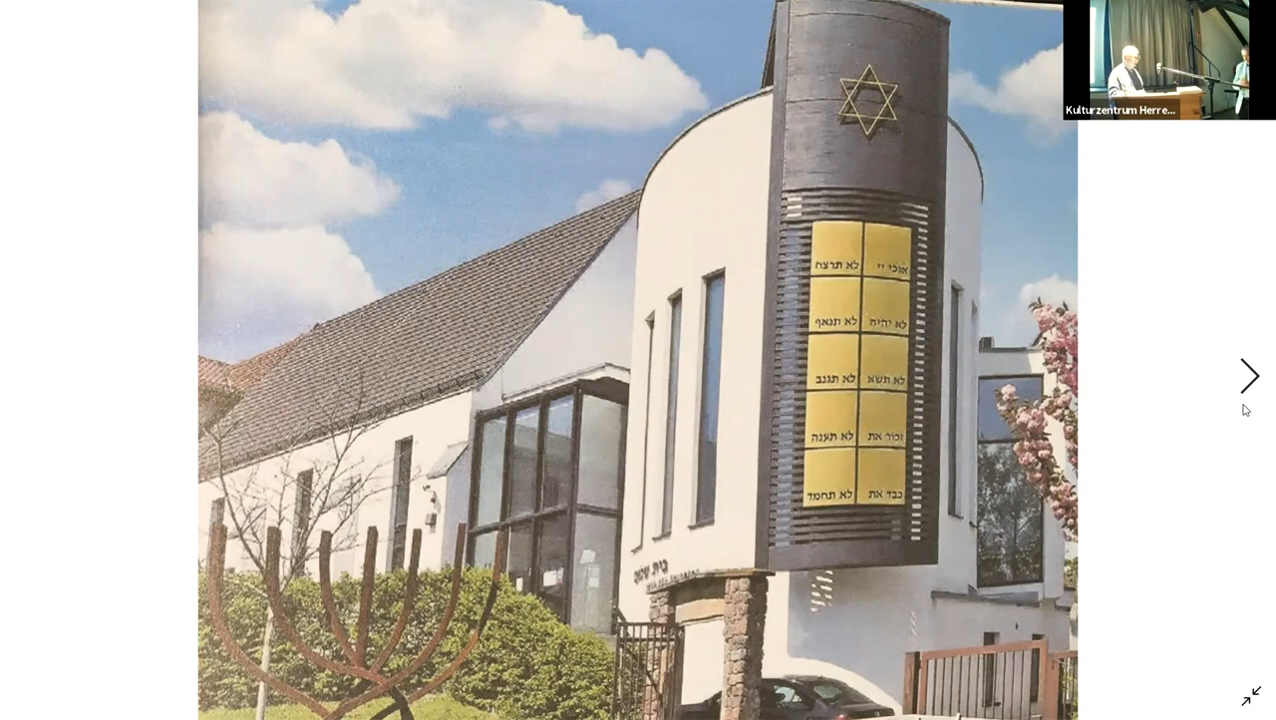 Kulturzentrum Herre...
אנכי יי
לא תרצח
לא יהיה
לא תנאף
לא תשא
לא תגנב
זכור את
לא תענה
כבד את
לא תחמד
בית שלום